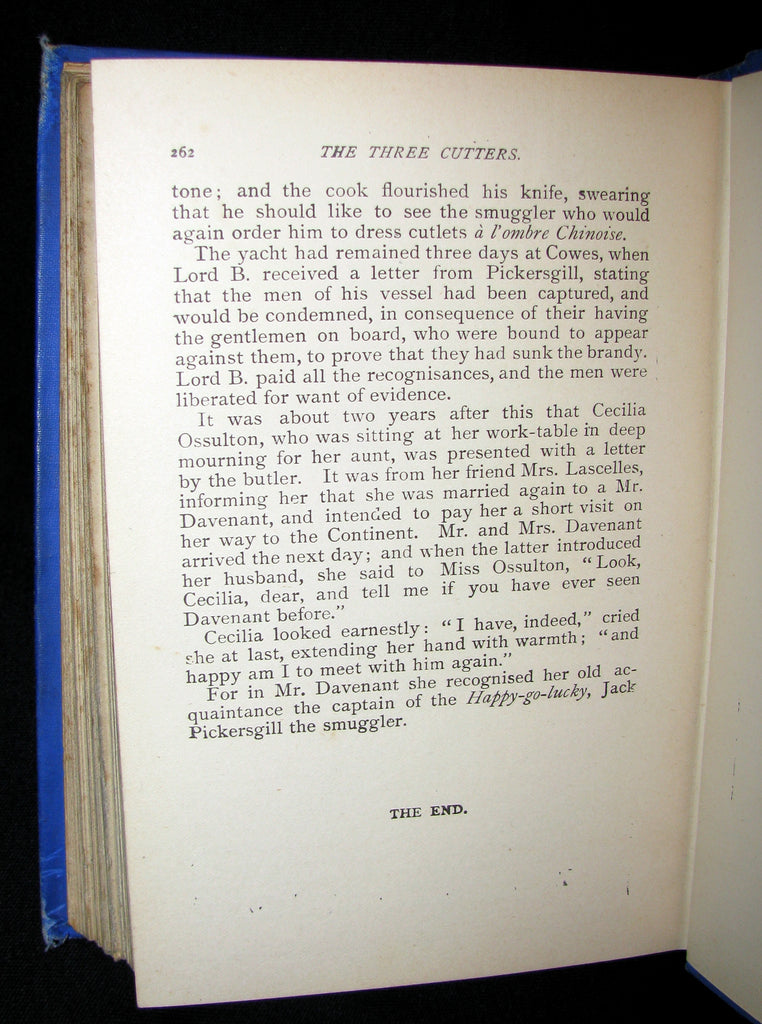 262 THE THREE CUTTERS.
tone; and the cook flourished his knife, swearing
that he should like to see the smuggler who would
again order him to dress cutlets à l'ombre Chinoise.
The yacht had remained three days at Cowes, when
Lord B. received a letter from Pickersgill, stating
that the men of his vessel had been captured, and
would be condemned, in consequence of their having
the gentlemen on board, who were bound to appear
against them, to prove that they had sunk the brandy.
Lord B. paid all the recognisances, and the men were
liberated for want of evidence.
It was about two years after this that Cecilia
Ossulton, who was sitting at her work-table in deep
mourning for her aunt, was presented with a letter
by the butler. It was from her friend Mrs. Lascelles,
informing her that she was married again to a Mr.
Davenant, and intended to pay her a short visit on
her way to the Continent. Mr. and Mrs. Davenant
arrived the next day; and when the latter introduced
her husband, she said to Miss Ossulton, “Look,
Cecilia, dear, and tell me if you have ever seen
Davenant before.”
Cecilia looked earnestly: “I have, indeed,” cried
she at last, extending her hand with warmth; “and
happy am I to meet with him again.”
For in Mr. Davenant she recognised her old ac-
quaintance the captain of the Happy-go-lucky, Jack
Pickersgill the smuggler.
THE END.